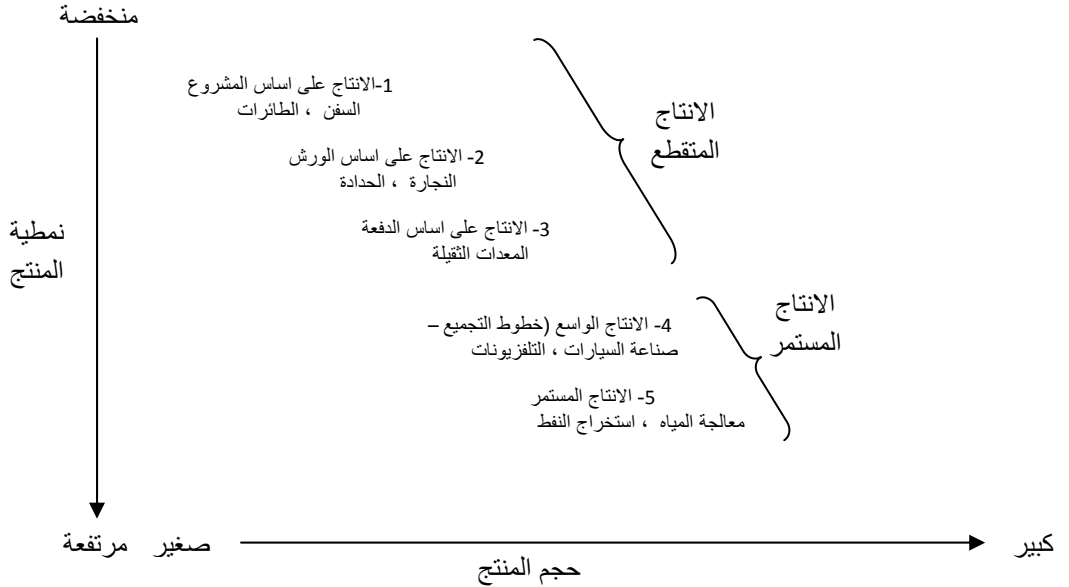 منخفضة
1-الانتاج على اساس المشروع
السفن ، الطائرات
الانتاج
المتقطع
2- الانتاج على اساس الورش
النجارة ، الحدادة
3- الانتاج على اساس الدفعة
المعدات الثقيلة
نمطية
المنتج
الانتاج
المستمر
4- الانتاج الواسع (خطوط التجميع –
صناعة السيارات ، التلفزيونات
5- الانتاج المستمر
معالجة المياه ، استخراج النفط
مرتفعة
صغير
كبير
حجم المنتج